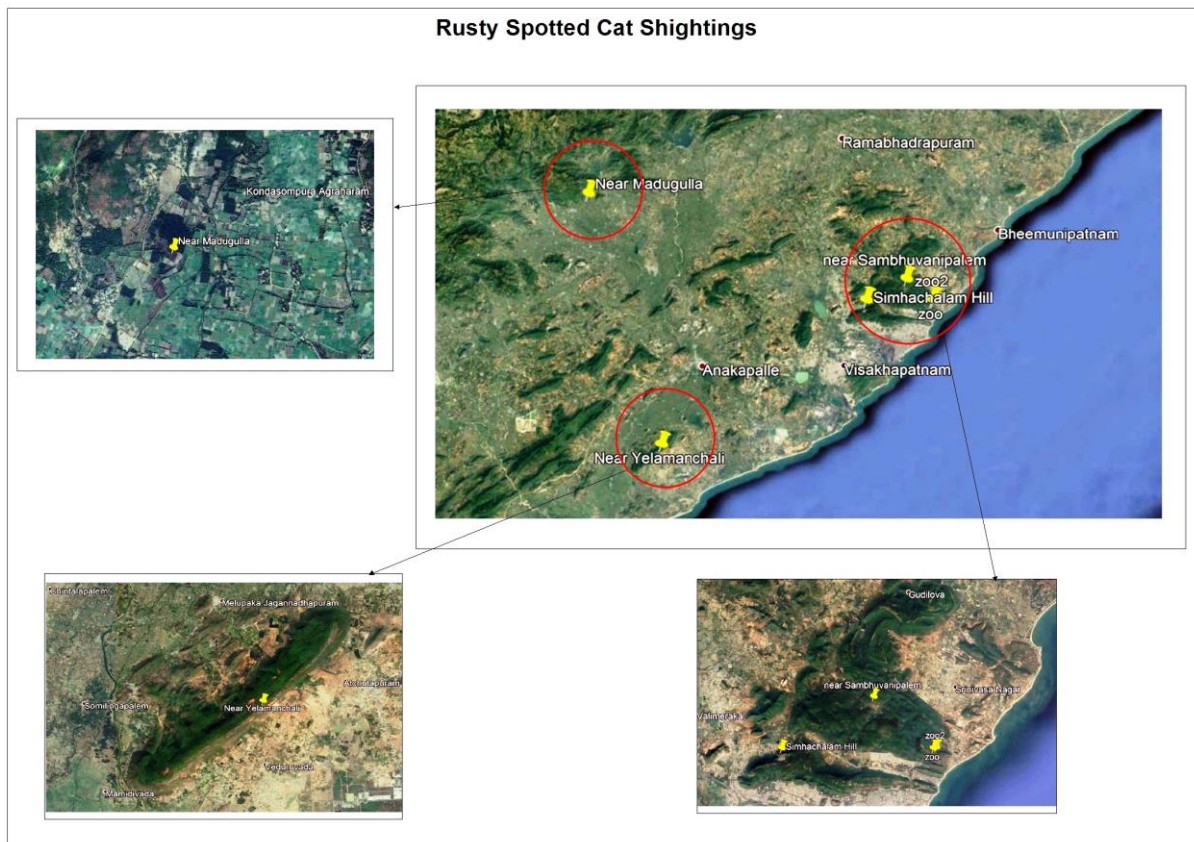 Rusty Spotted Cat Shightings
Kondasompura Agraharam
Near Madugulla
Ramabhadrapuram
Near Madugulla
Bheemunipatnam
near Sambhuvanipalem
zoo2
Simhachalam Hill
zoo
Anakapalle
Visakhapatnam
Near Yelamanchali
Melupaka Jagannadhapuram
Near Yelamanchali
Mamidivada
Gudilova
near Sambhuvanipalem
Srinivasa Nagar
zoo2
Simhachalam Hill
zoo